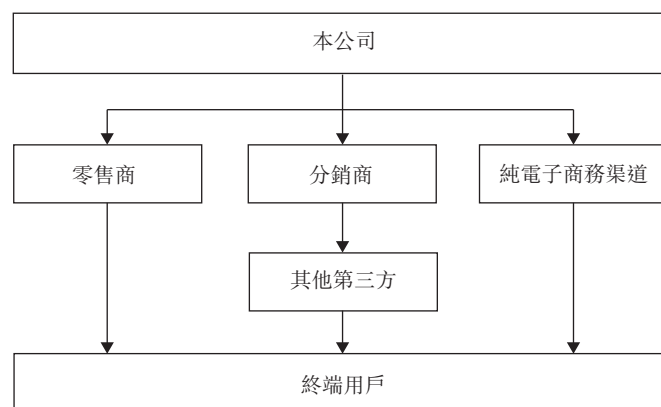 本公司
零售商
分銷商
純電子商務渠道
其他第三方
終端用戶